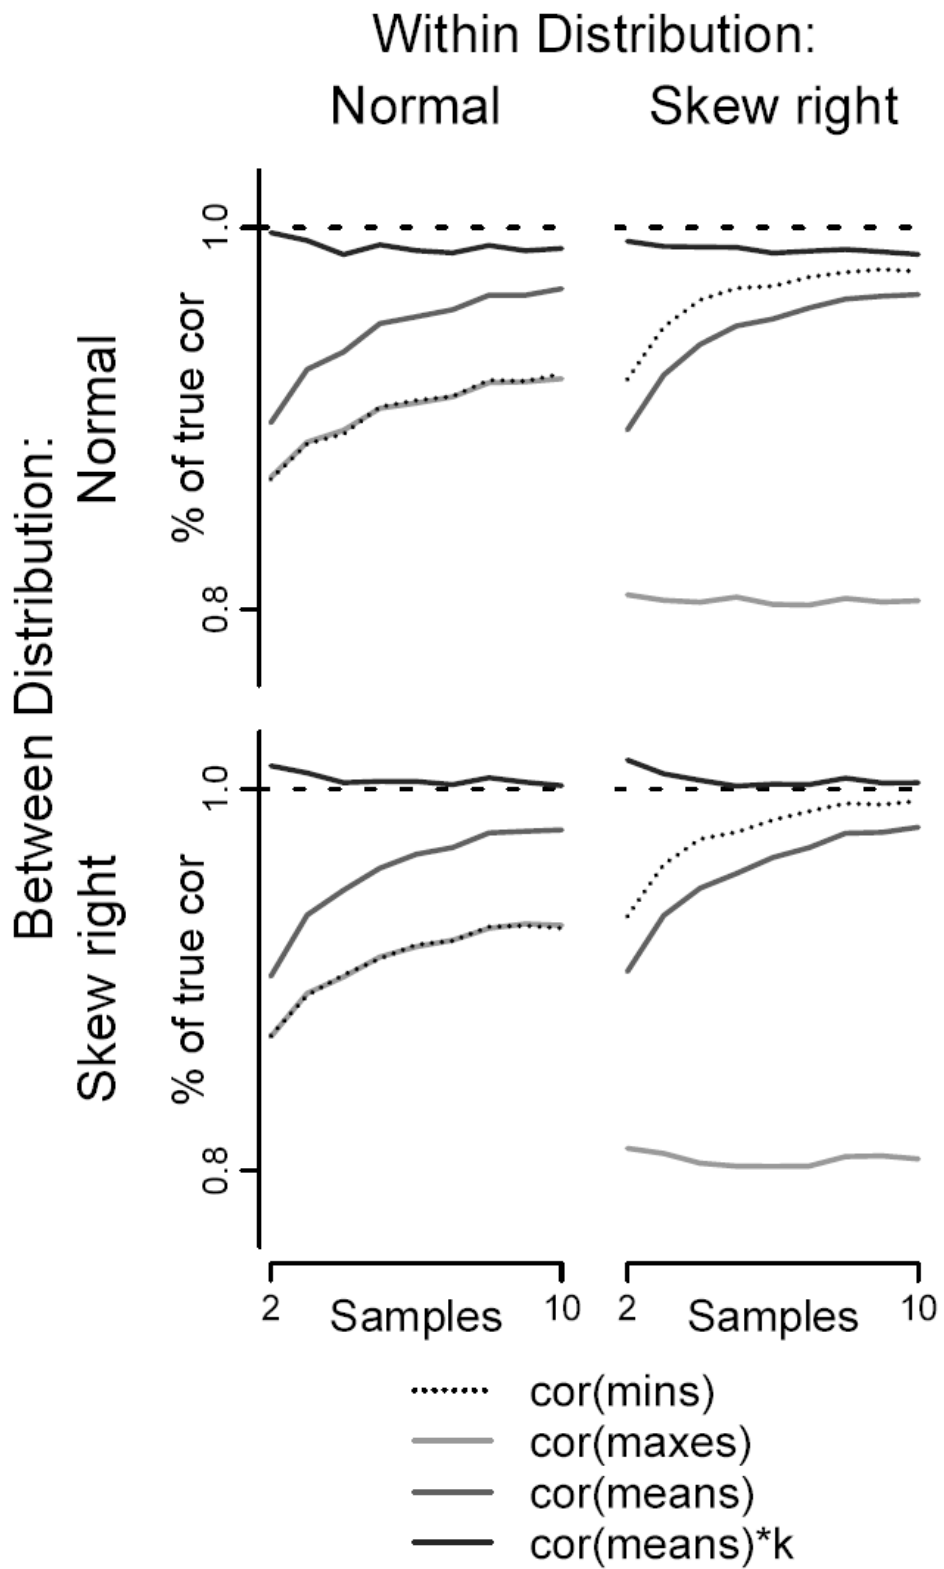 Within Distribution:
Normal
Skew right
Between Distribution:
Normal
% of true cor
1.0
0.8
Skew right
% of true cor
1.0
0.8
2
Samples
10
2
Samples
10
cor(mins)
cor(maxes)
cor(means)
cor(means)*k